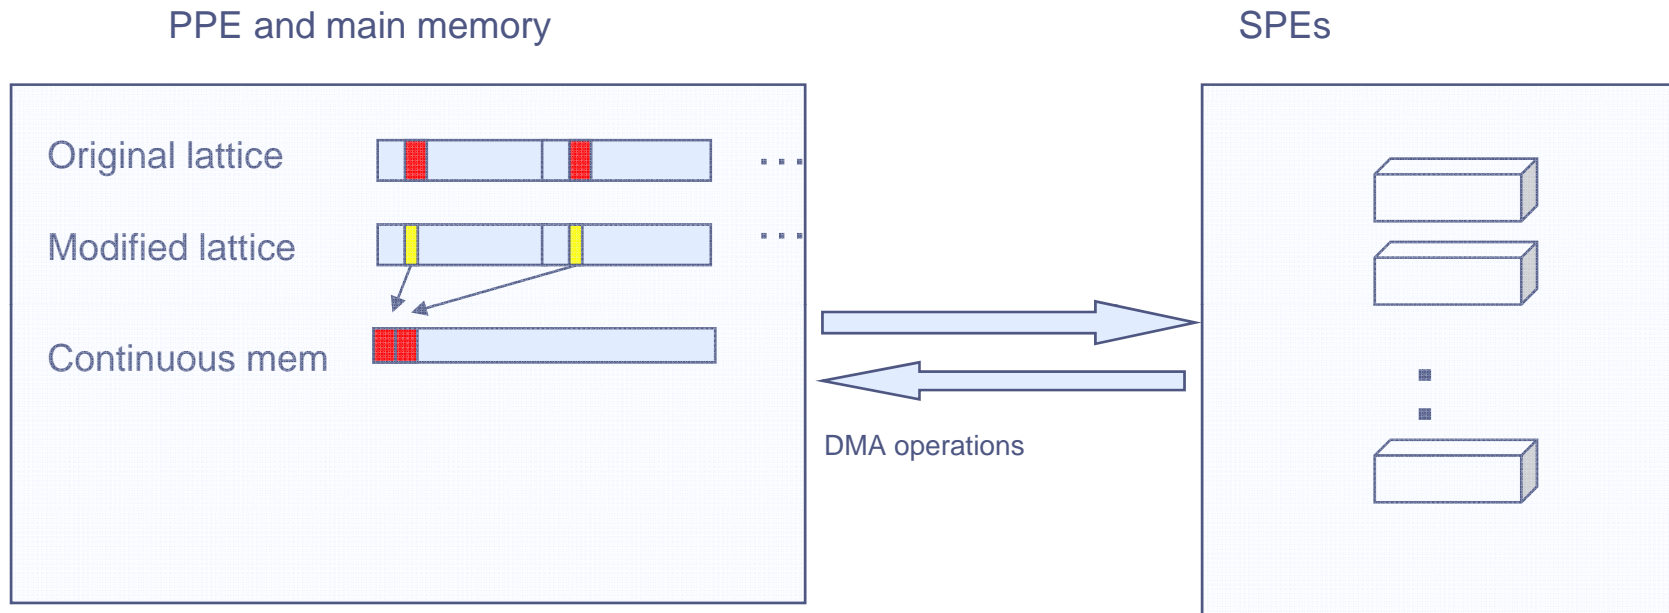 PPE and main memory
SPEs
Original lattice
...
Modified lattice
...
Continuous mem
DMA operations